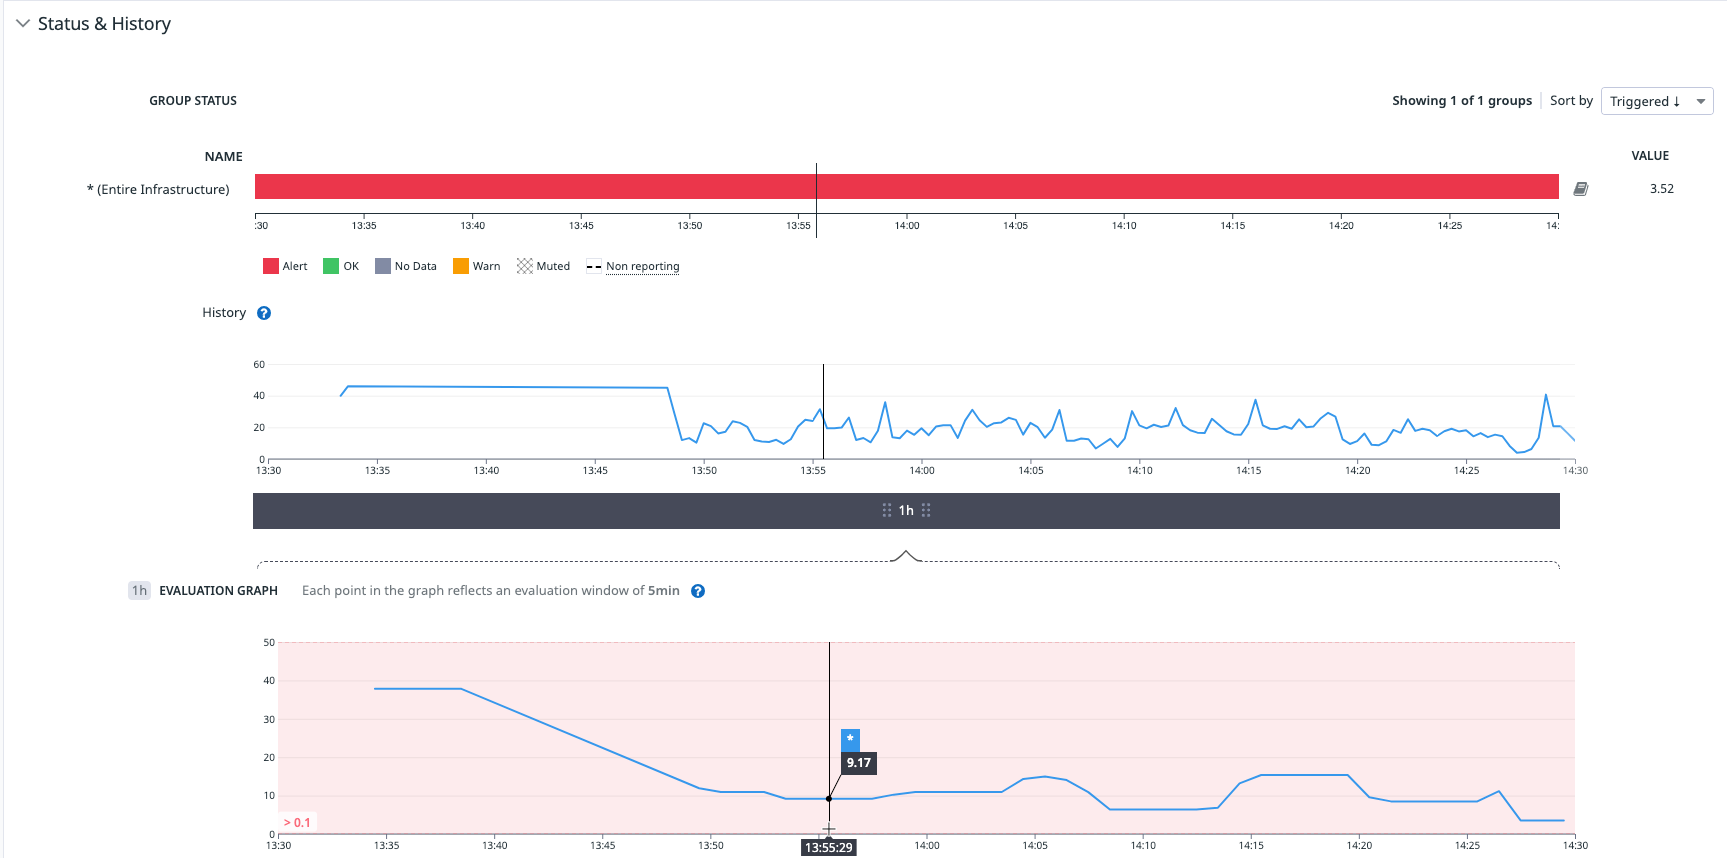 Status & History
GROUP STATUS
Showing 1 of 1 groups Sort by Triggered ↓
NAME VALUE
* (Entire Infrastructure) 3.52
:30 13:35 13:40 13:45 13:50 13:55 14:00 14:05 14:10 14:15 14:20 14:25 14:
Alert OK No Data Warn Muted Non reporting
History ?
60
40
20
0
13:30 13:35 13:40 13:45 13:50 13:55 14:00 14:05 14:10 14:15 14:20 14:25 14:30
1h
1h EVALUATION GRAPH Each point in the graph reflects an evaluation window of 5min ?
50
40
30
20
10
0
*
9.17
> 0.1
13:30 13:35 13:40 13:45 13:50 13:55:29 14:00 14:05 14:10 14:15 14:20 14:25 14:30